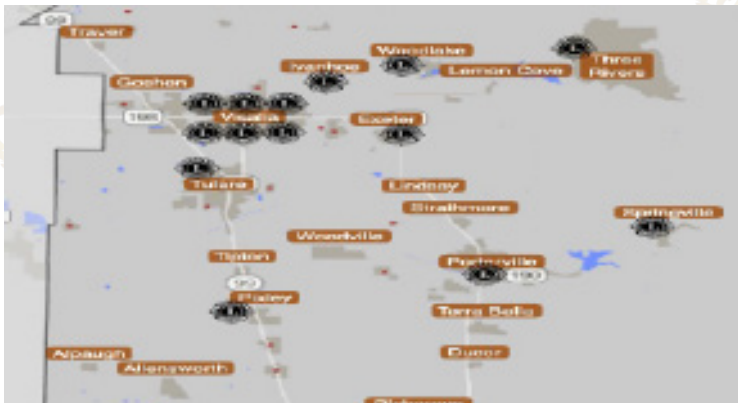 99
Traver
Woodlake
Three
Rivers
Ivanhoe
Lemon Cove
Goshen
198
Visalia
Exeter
Tulare
Lindsay
Strathmore
Springville
Woodville
Tipton
Porterville
190
99
Pixley
Terra Bella
Alpaugh
Ducor
Allensworth